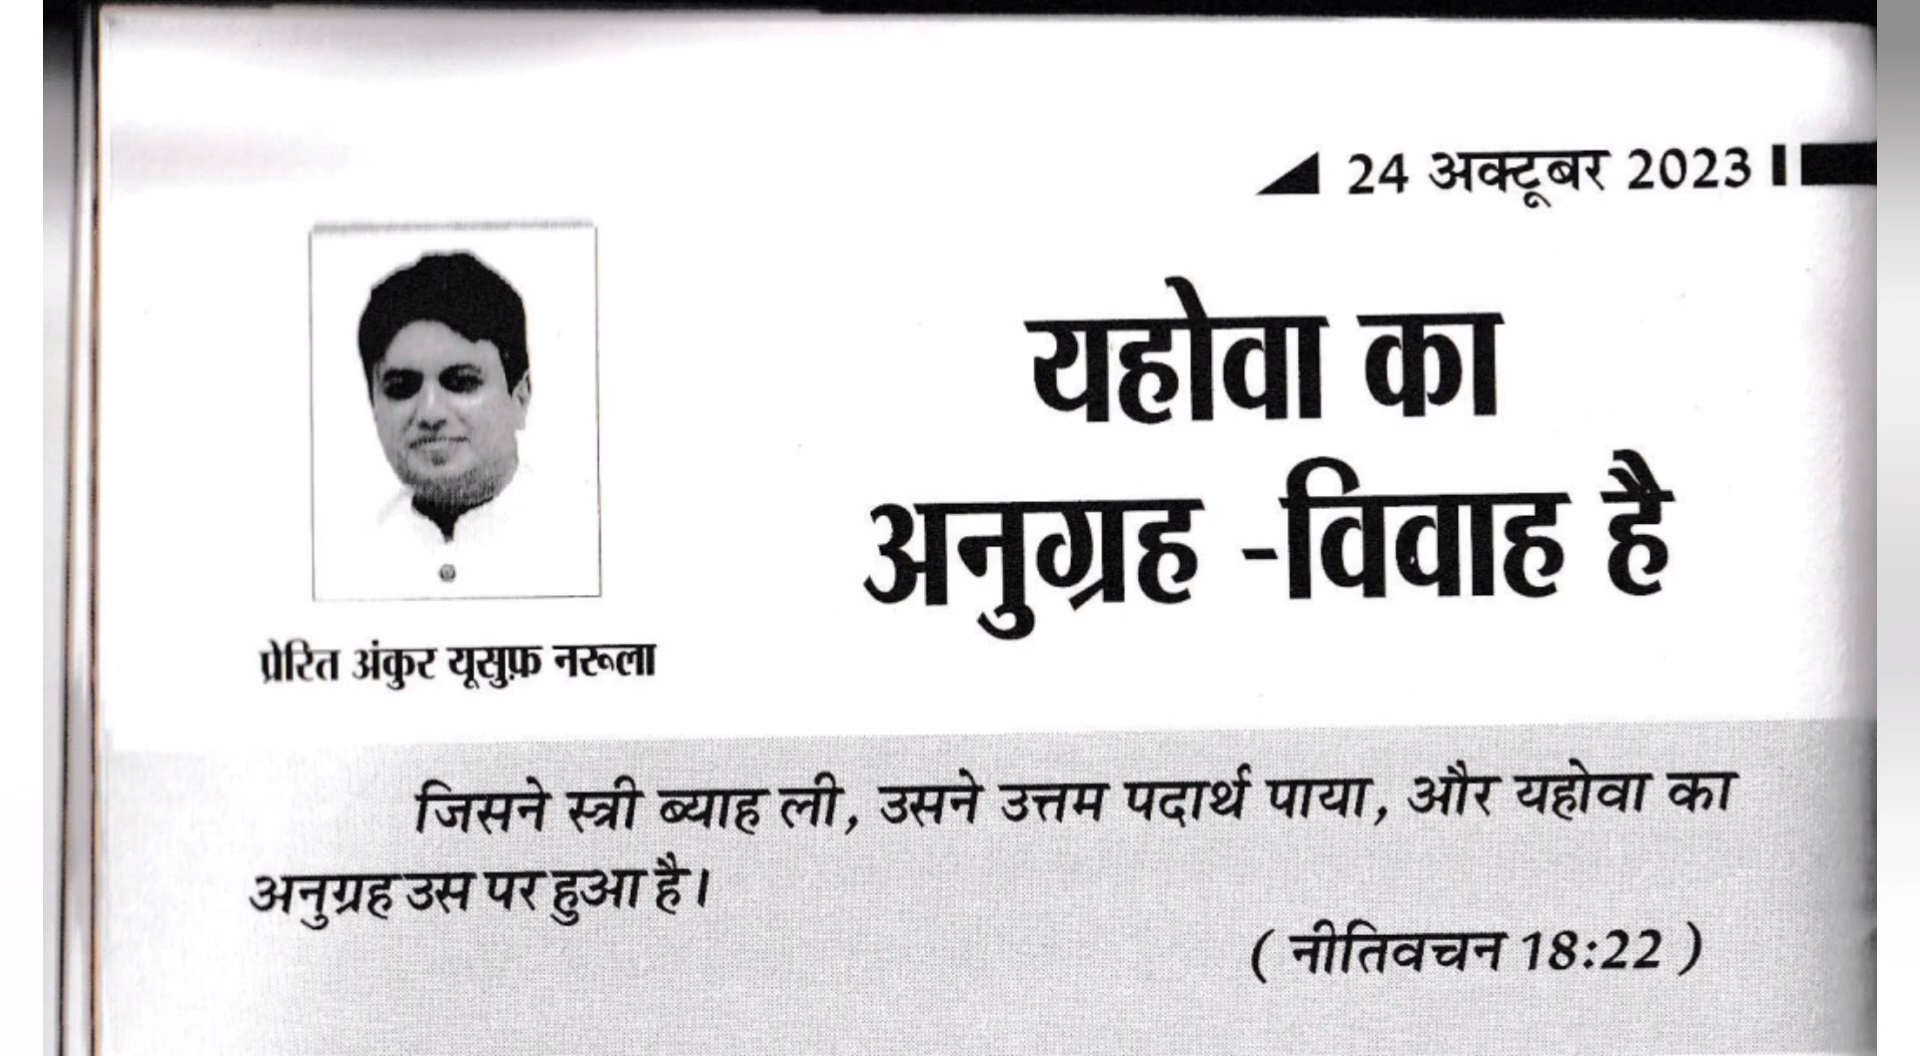 24 अक्टूबर 2023
यहोवा का
अनुग्रह -विवाह है
प्रेरित अंकुर यूसुफ़ नरूला
जिसने स्त्री ब्याह ली, उसने उत्तम पदार्थ पाया, और यहोवा का
अनुग्रह उस पर हुआ है।
( नीतिवचन 18:22 )